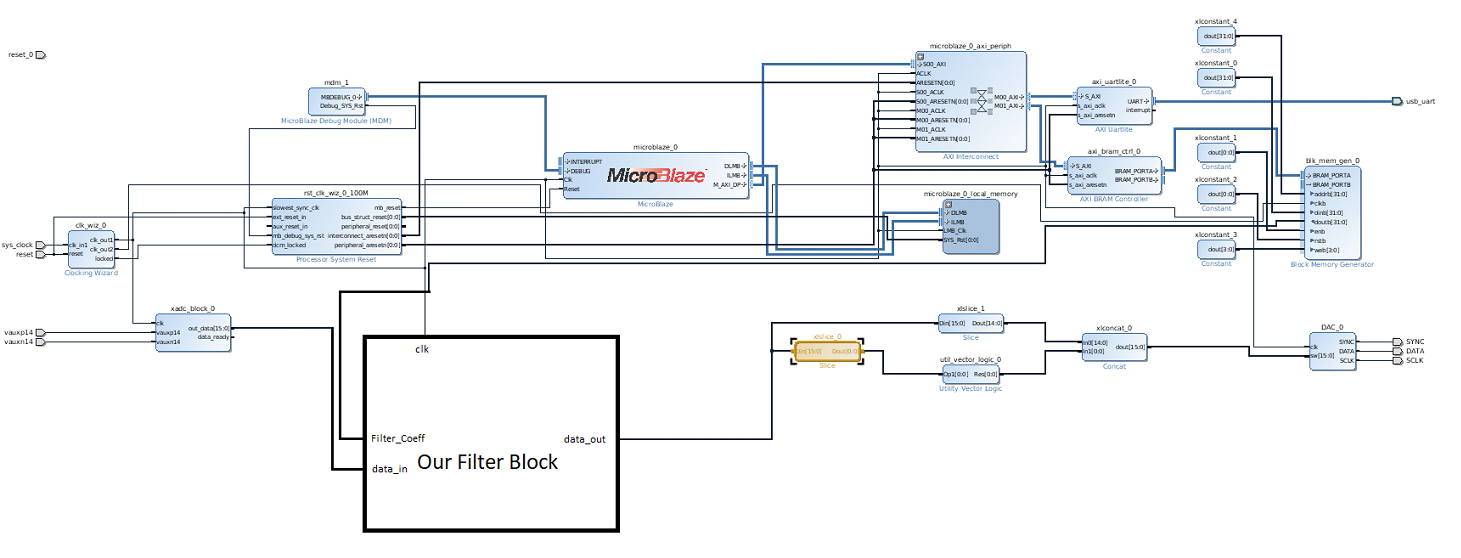 reset_0
mdm_1
MBDEBUG_0
Debug_SYS_Rst
MicroBlaze Debug Module (MDM)
microblaze_0
INTERRUPT
DEBUG
Clk
Reset
MicroBlaze
DLMB
ILMB
M_AXI_DP
MicroBlaze
rst_clk_wiz_0_100M
slowest_sync_clk
ext_reset_in
aux_reset_in
mb_debug_sys_rst
dcm_locked
mb_reset
bus_struct_reset[0:0]
peripheral_reset[0:0]
interconnect_aresetn[0:0]
peripheral_aresetn[0:0]
Processor System Reset
sys_clock
reset
clk_wiz_0
clk_in1
reset
clk_out1
clk_out2
locked
Clocking Wizard
vauxp14
vauxn14
xadc_block_0
clk
vauxp14
vauxn14
out_data[15:0]
data_ready
clk
Filter_Coeff
data_in
Our Filter Block
data_out
microblaze_0_axi_periph
S00_AXI
ACLK
ARESETN[0:0]
S00_ACLK
S00_ARESETN[0:0]
M00_ACLK
M00_ARESETN[0:0]
M01_ACLK
M01_ARESETN[0:0]
M00_AXI
M01_AXI
AXI Interconnect
microblaze_0_local_memory
DLMB
ILMB
LMB_Clk
SYS_Rst[0:0]
axi_uartlite_0
S_AXI
s_axi_aclk
s_axi_aresetn
UART
interrupt
AXI Uartlite
axi_bram_ctrl_0
S_AXI
s_axi_aclk
s_axi_aresetn
BRAM_PORTA
BRAM_PORTB
AXI BRAM Controller
xlconstant_4
dout[31:0]
Constant
xlconstant_0
dout[31:0]
Constant
xlconstant_1
dout[0:0]
Constant
xlconstant_2
dout[0:0]
Constant
xlconstant_3
dout[3:0]
Constant
blk_mem_gen_0
BRAM_PORTA
BRAM_PORTB
addrb[31:0]
clkb
dinb[31:0]
doutb[31:0]
enb
rstb
web[3:0]
Block Memory Generator
usb_uart
xlslice_0
Din[15:0]
Dout[0:0]
Slice
xlslice_1
Din[15:0]
Dout[14:0]
Slice
util_vector_logic_0
Op1[0:0]
Res[0:0]
Utility Vector Logic
xlconcat_0
In0[14:0]
In1[0:0]
dout[15:0]
Concat
DAC_0
clk
sw[15:0]
SYNC
DATA
SCLK
SYNC
DATA
SCLK